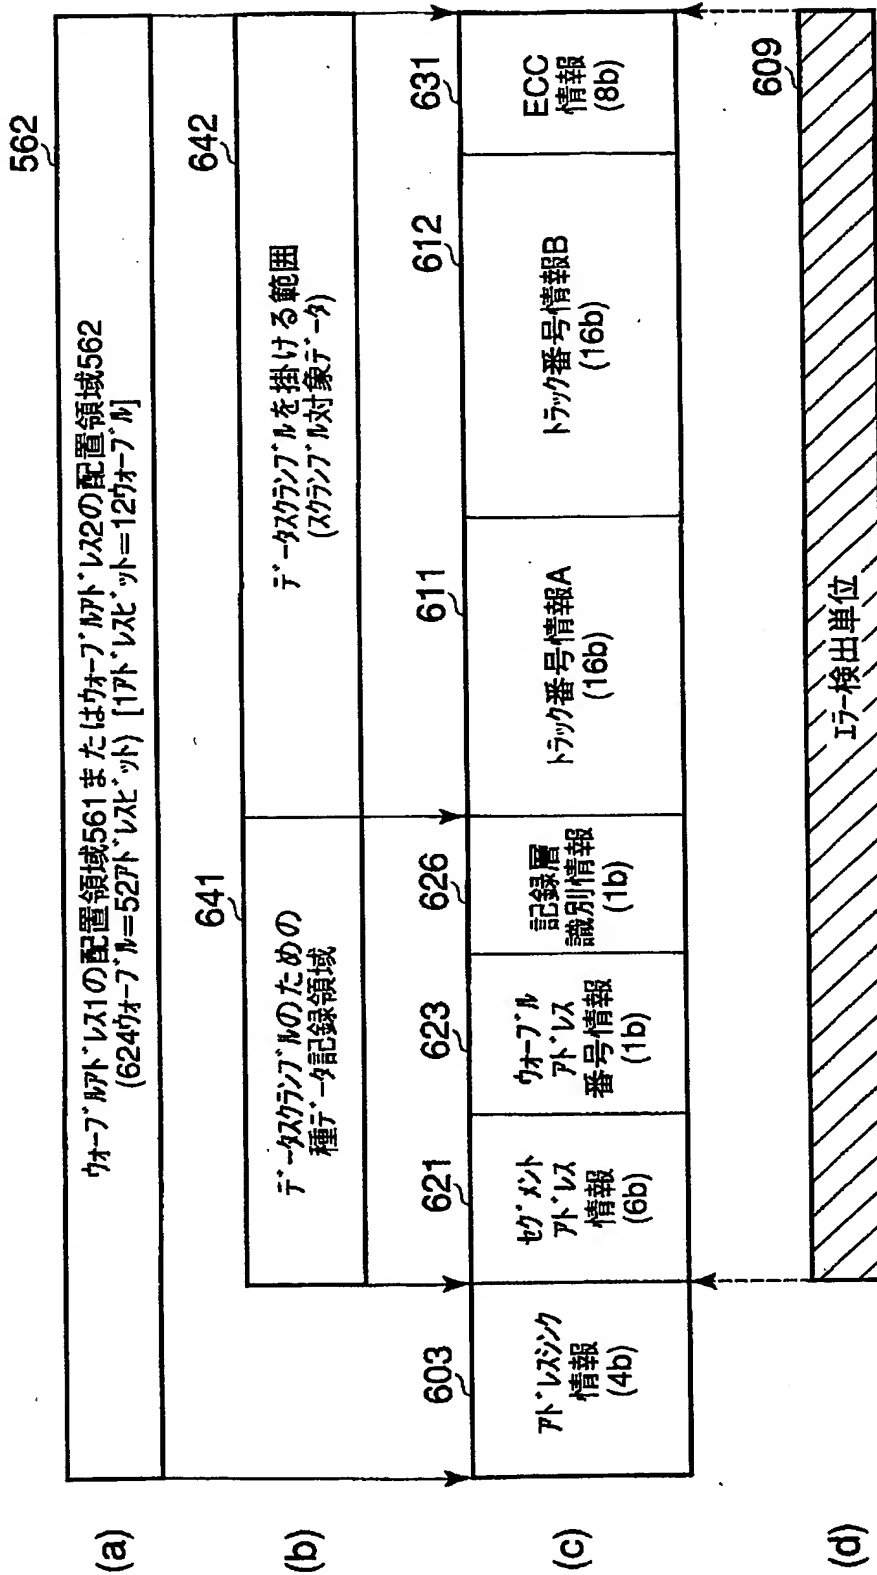 562
ウォーブルアドレス1の配置領域561またはウォーブルアドレス2の配置領域562
(624ウォーブル=52アドレスビット) [1アドレスビット=12ウォーブル]
(a)
641
642
データスクランブルのための
種データ記録領域
データスクランブルを掛ける範囲
(スクランブル対象データ)
(b)
603
621
623
626
611
612
631
アドレスシンク
情報
(4b)
セグメント
アドレス
情報
(6b)
ウォーブル
アドレス
番号情報
(1b)
記録層
識別情報
(1b)
トラック番号情報A
(16b)
トラック番号情報B
(16b)
ECC
情報
(8b)
(c)
609
エラー検出単位
(d)